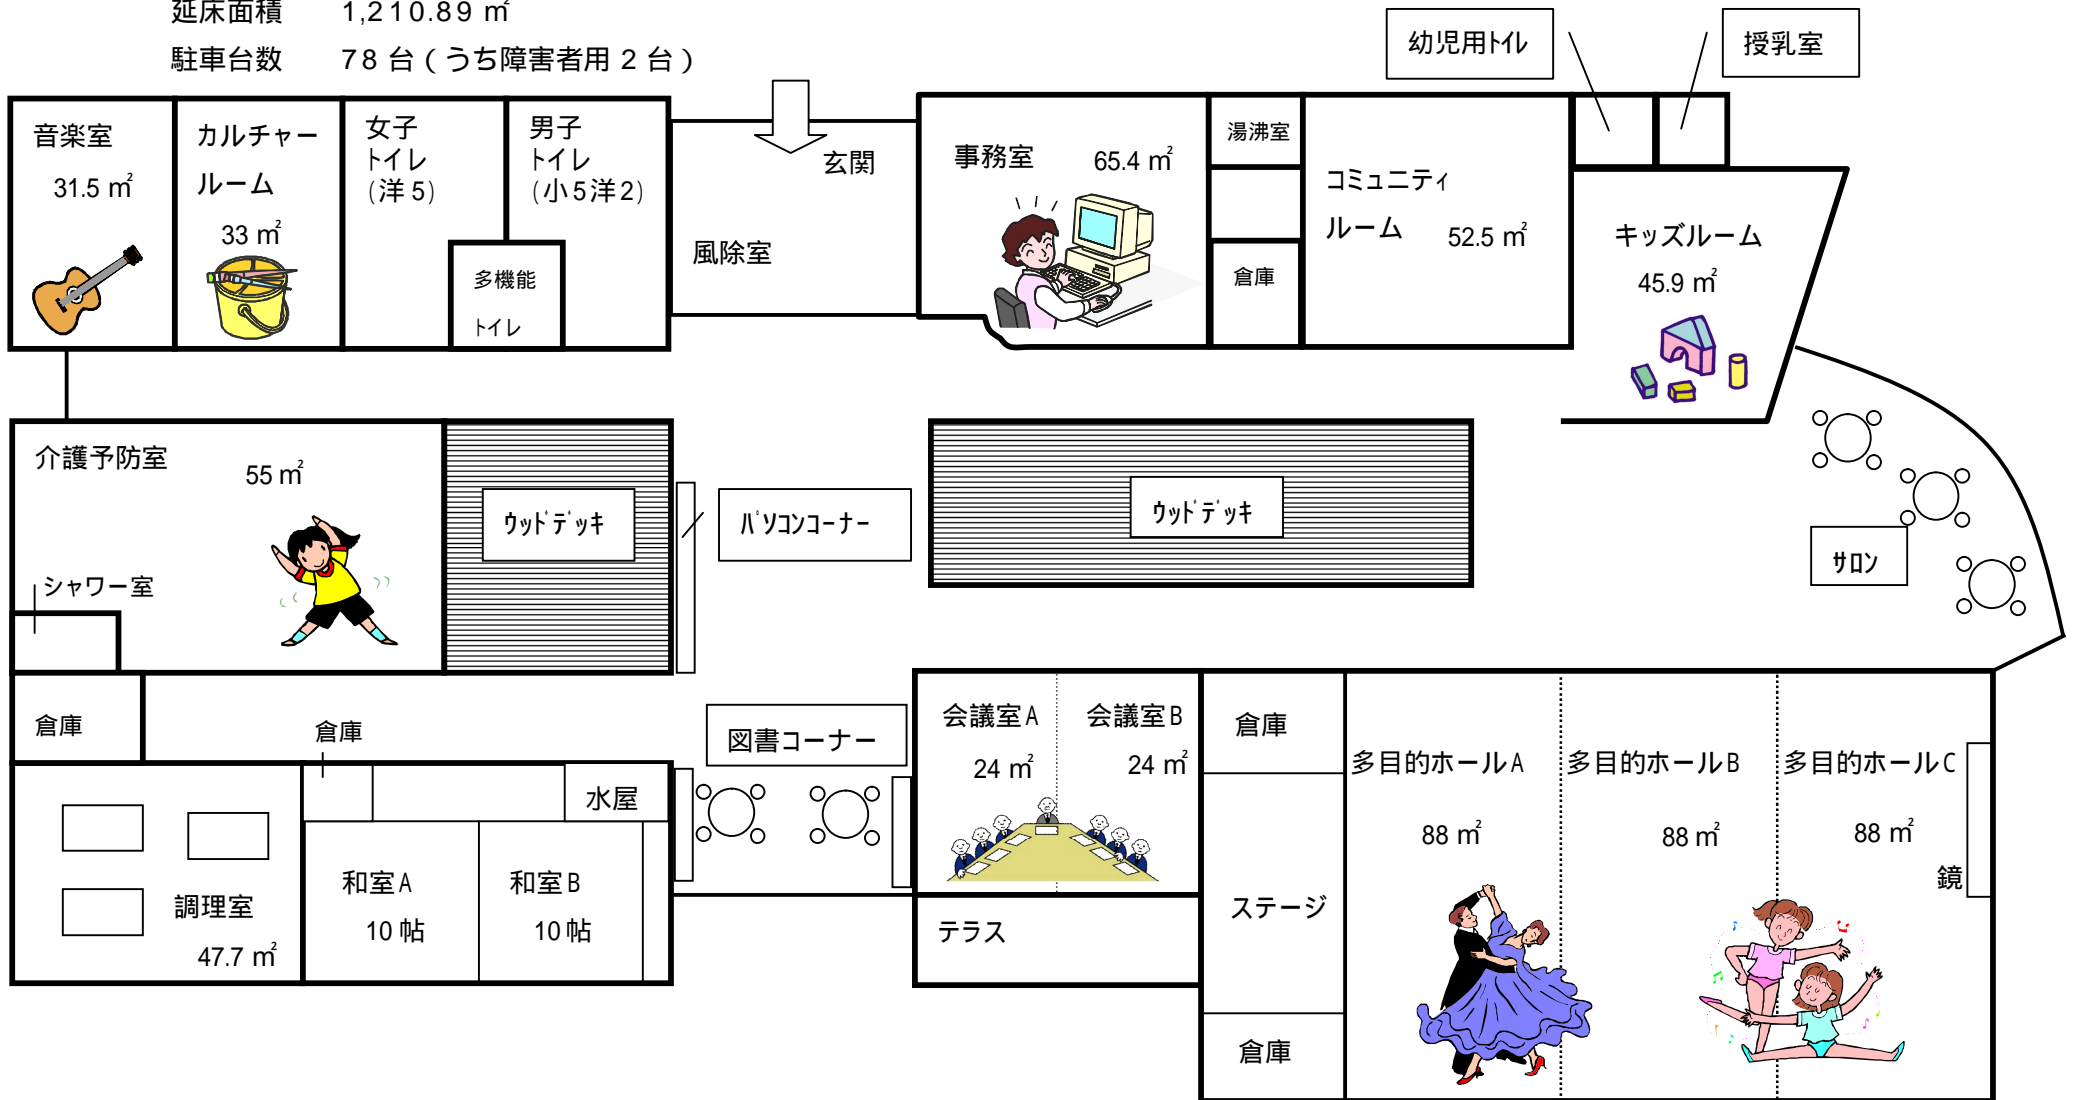 延床面積 1,210.89 ㎡
駐車台数 78 台 ( うち障害者用 2 台 )
幼児用ﾄｲﾚ
授乳室
音楽室
31.5 ㎡
カルチャー
ルーム
33 ㎡
女子
トイレ
(洋 5)
男子
トイレ
(小 5 洋 2)
多機能
トイレ
玄関
風除室
事務室 65.4 ㎡
湯沸室
倉庫
コミュニティ
ルーム 52.5 ㎡
キッズルーム
45.9 ㎡
介護予防室
55 ㎡
シャワー室
ｳｯﾄﾞﾃﾞｯｷ
ﾊﾟｿｺﾝｺｰﾅｰ
ｳｯﾄﾞﾃﾞｯｷ
ｻﾛﾝ
倉庫
倉庫
図書コーナー
水屋
調理室
47.7 ㎡
和室 A
10 帖
和室 B
10 帖
会議室 A
24 ㎡
会議室 B
24 ㎡
テラス
倉庫
ステージ
倉庫
多目的ホール A
88 ㎡
多目的ホール B
88 ㎡
多目的ホール C
88 ㎡
鏡